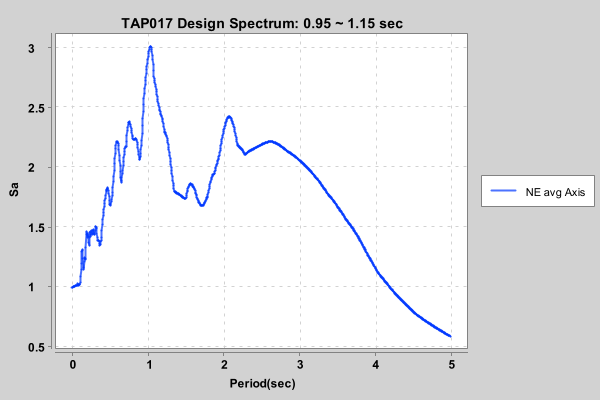 TAP017 Design Spectrum: 0.95 ~ 1.15 sec
3
2.5
2
1.5
1
0.5
Sa
0 1 2 3 4 5
Period(sec)
NE avg Axis